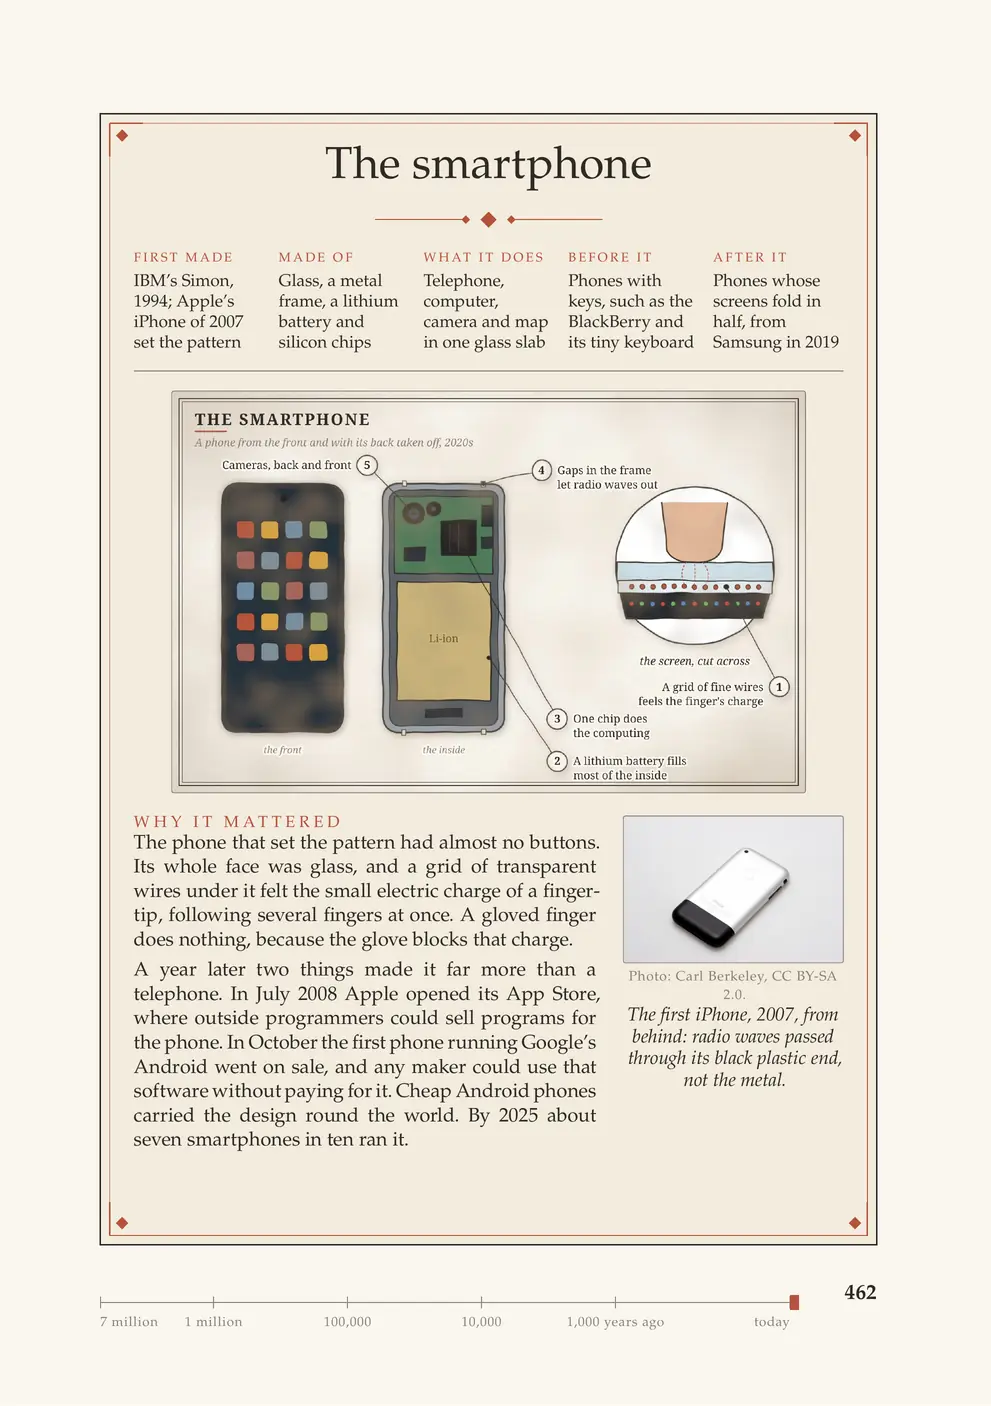 The smartphone
FIRST MADE
IBM’s Simon,
1994; Apple’s
iPhone of 2007
set the pattern
MADE OF
Glass, a metal
frame, a lithium
battery and
silicon chips
WHAT IT DOES
Telephone,
computer,
camera and map
in one glass slab
BEFORE IT
Phones with
keys, such as the
BlackBerry and
its tiny keyboard
AFTER IT
Phones whose
screens fold in
half, from
Samsung in 2019
THE SMARTPHONE
A phone from the front and with its back taken off, 2020s
Cameras, back and front 5
4 Gaps in the frame
let radio waves out
Li-ion
the screen, cut across
A grid of fine wires 1
feels the finger's charge
3 One chip does
the computing
the front
the inside
2 A lithium battery fills
most of the inside
WHY IT MATTERED
The phone that set the pattern had almost no buttons.
Its whole face was glass, and a grid of transparent
wires under it felt the small electric charge of a finger-
tip, following several fingers at once. A gloved finger
does nothing, because the glove blocks that charge.
A year later two things made it far more than a
telephone. In July 2008 Apple opened its App Store,
where outside programmers could sell programs for
the phone. In October the first phone running Google’s
Android went on sale, and any maker could use that
software without paying for it. Cheap Android phones
carried the design round the world. By 2025 about
seven smartphones in ten ran it.
Photo: Carl Berkeley, CC BY-SA
2.0.
The first iPhone, 2007, from
behind: radio waves passed
through its black plastic end,
not the metal.
462
7 million 1 million 100,000 10,000 1,000 years ago today